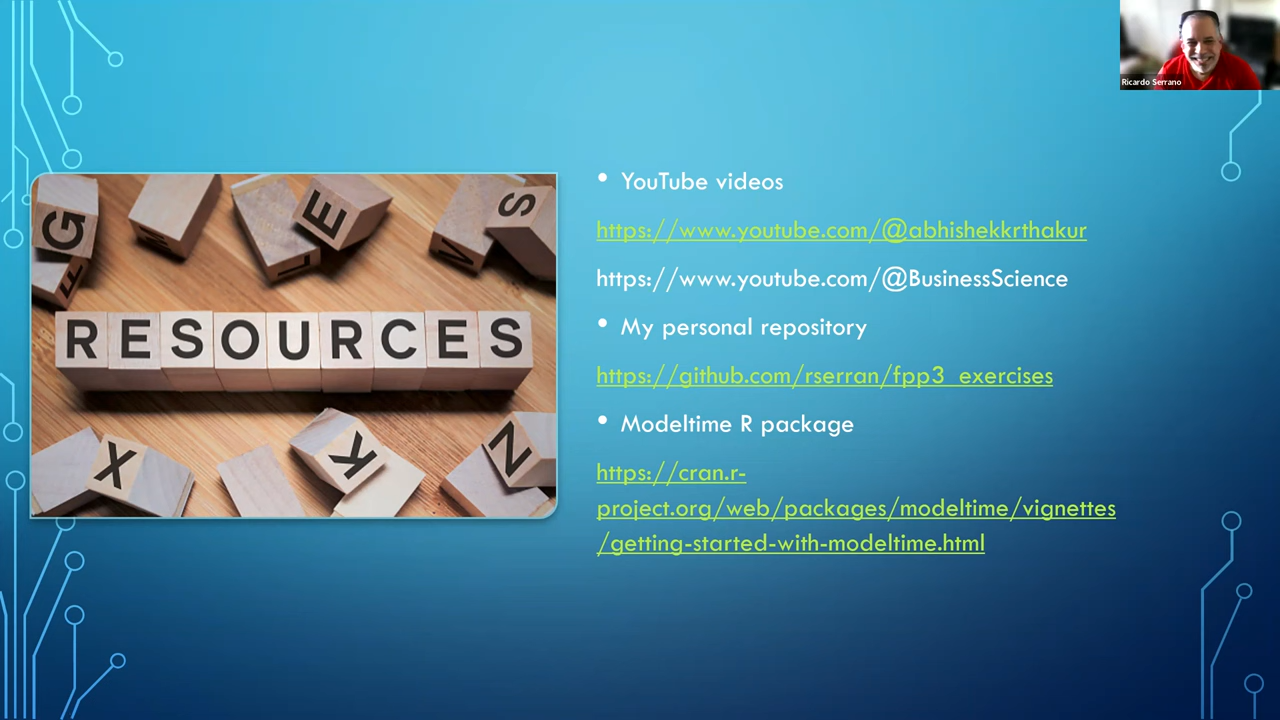 Ricardo Serrano
G
E
S
RESOURCES
X
K
N
• YouTube videos
https://www.youtube.com/@abhishekkrthakur
https://www.youtube.com/@BusinessScience
• My personal repository
https://github.com/rserran/fpp3_exercises
• Modeltime R package
https://cran.r-
project.org/web/packages/modeltime/vignettes
/getting-started-with-modeltime.html